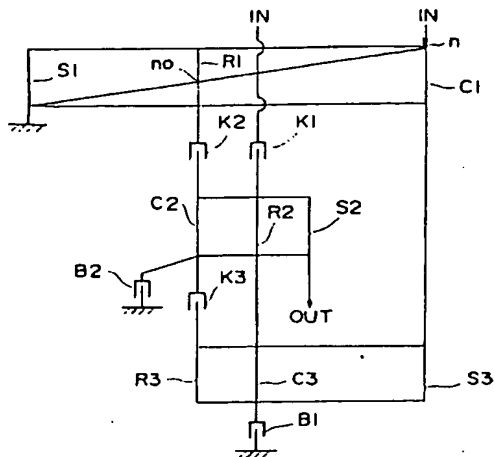 IN IN
n
S1 no R1
C1
K2 K1
C2 R2 S2
B2
K3
OUT
R3 C3 S3
B1